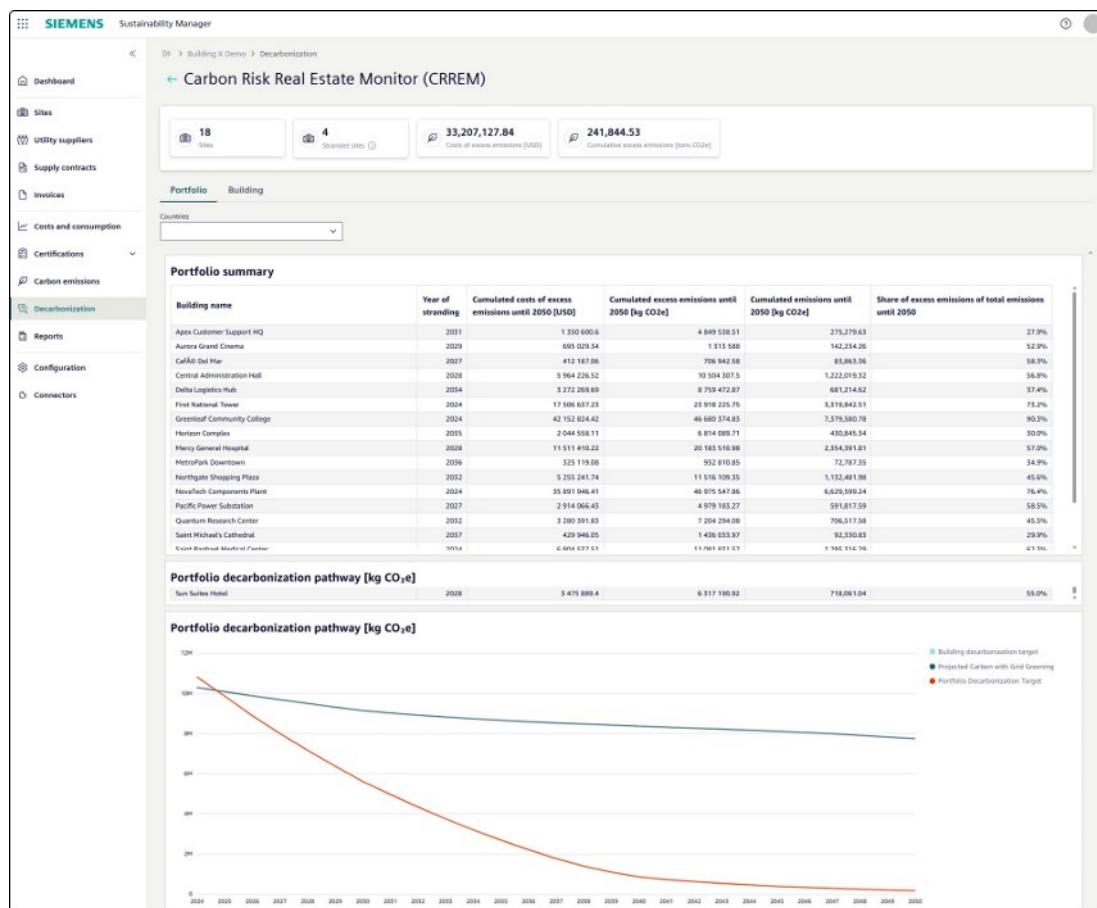 SIEMENS Sustainability Manager
Building X Demo > Decarbonization
← Carbon Risk Real Estate Monitor (CRREM)
Dashboard
Sites
Utility suppliers
Supply contracts
Invoices
Costs and consumption
Certifications
Carbon emissions
Decarbonization
Reports
Configuration
Connectors
18
Sites
4
Stranded sites
33,207,127.84
Costs of excess emissions [USD]
241,844.53
Cumulative excess emissions [tons CO2e]
Portfolio Building
Countries
Portfolio summary
Building name Year of stranding Cumulated costs of excess emissions until 2050 [USD] Cumulated excess emissions until 2050 [kg CO2e] Cumulated emissions until 2050 [kg CO2e] Share of excess emissions of total emissions until 2050
Apex Customer Support HQ 2031 1 350 600.6 4 849 538.51 275,279.63 27.9%
Aurora Grand Cinema 2029 695 029.34 1 313 588 142,234.26 52.9%
CafÃ© Del Mar 2027 412 187.06 706 942.58 83,863.36 58.3%
Central Administration Hall 2028 5 964 226.52 10 504 307.5 1,222,019.32 56.8%
Delta Logistics Hub 2034 3 272 269.69 8 759 472.87 681,214.62 37.4%
First National Tower 2024 17 506 637.23 23 918 225.75 3,319,842.51 73.2%
Greenleaf Community College 2024 42 152 824.42 46 680 374.83 7,379,580.78 90.3%
Horizon Complex 2035 2 044 558.11 6 814 089.71 430,845.54 30.0%
Mercy General Hospital 2028 11 511 410.22 20 183 510.98 2,354,391.81 57.0%
MetroPark Downtown 2036 325 119.08 932 810.85 72,787.35 34.9%
Northgate Shopping Plaza 2032 5 255 241.74 11 516 109.35 1,132,481.98 45.6%
NovaTech Components Plant 2024 35 891 946.41 46 975 547.86 6,629,599.24 76.4%
Pacific Power Substation 2027 2 914 066.43 4 979 183.27 591,817.59 58.5%
Quantum Research Center 2032 3 280 391.83 7 204 294.08 706,517.58 45.5%
Saint Michael's Cathedral 2037 429 946.05 1 436 033.97 92,330.83 29.9%
Saint Raphael Medical Center
Portfolio decarbonization pathway [kg CO₂e]
Sun Suites Hotel 2028 3 475 889.4 6 317 190.92 718,061.04 55.0%
Portfolio decarbonization pathway [kg CO₂e]
12M
10M
8M
6M
4M
2M
0
2024 2025 2026 2027 2028 2029 2030 2031 2032 2033 2034 2035 2036 2037 2038 2039 2040 2041 2042 2043 2044 2045 2046 2047 2048 2049 2050
Building decarbonization target
Projected Carbon with Grid Greening
Portfolio Decarbonization Target